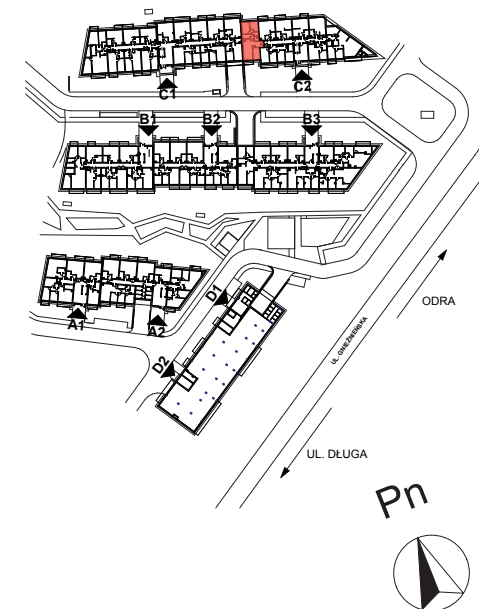 C1
C2
B1
B2
B3
A1
A2
D1
D2
ODRA
UL. GNIEŹNIEŃSKA
UL. DŁUGA
Pn